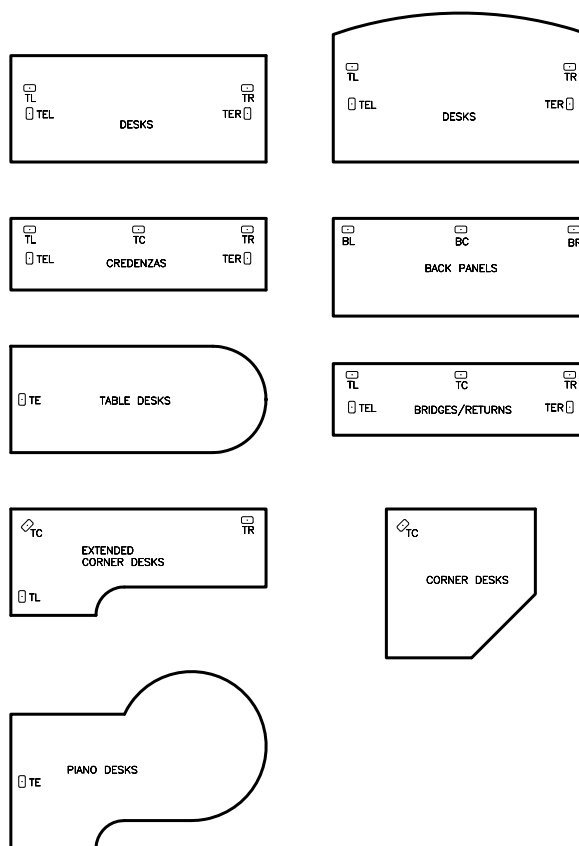 TL
TR
TEL
TER
DESKS
TL
TR
TEL
TER
DESKS
TL
TC
TR
TEL
TER
CREDENZAS
BL
BC
BR
BACK PANELS
TE
TABLE DESKS
TL
TC
TR
TEL
TER
BRIDGES/RETURNS
TC
TR
EXTENDED
CORNER DESKS
TL
TC
CORNER DESKS
PIANO DESKS
TE